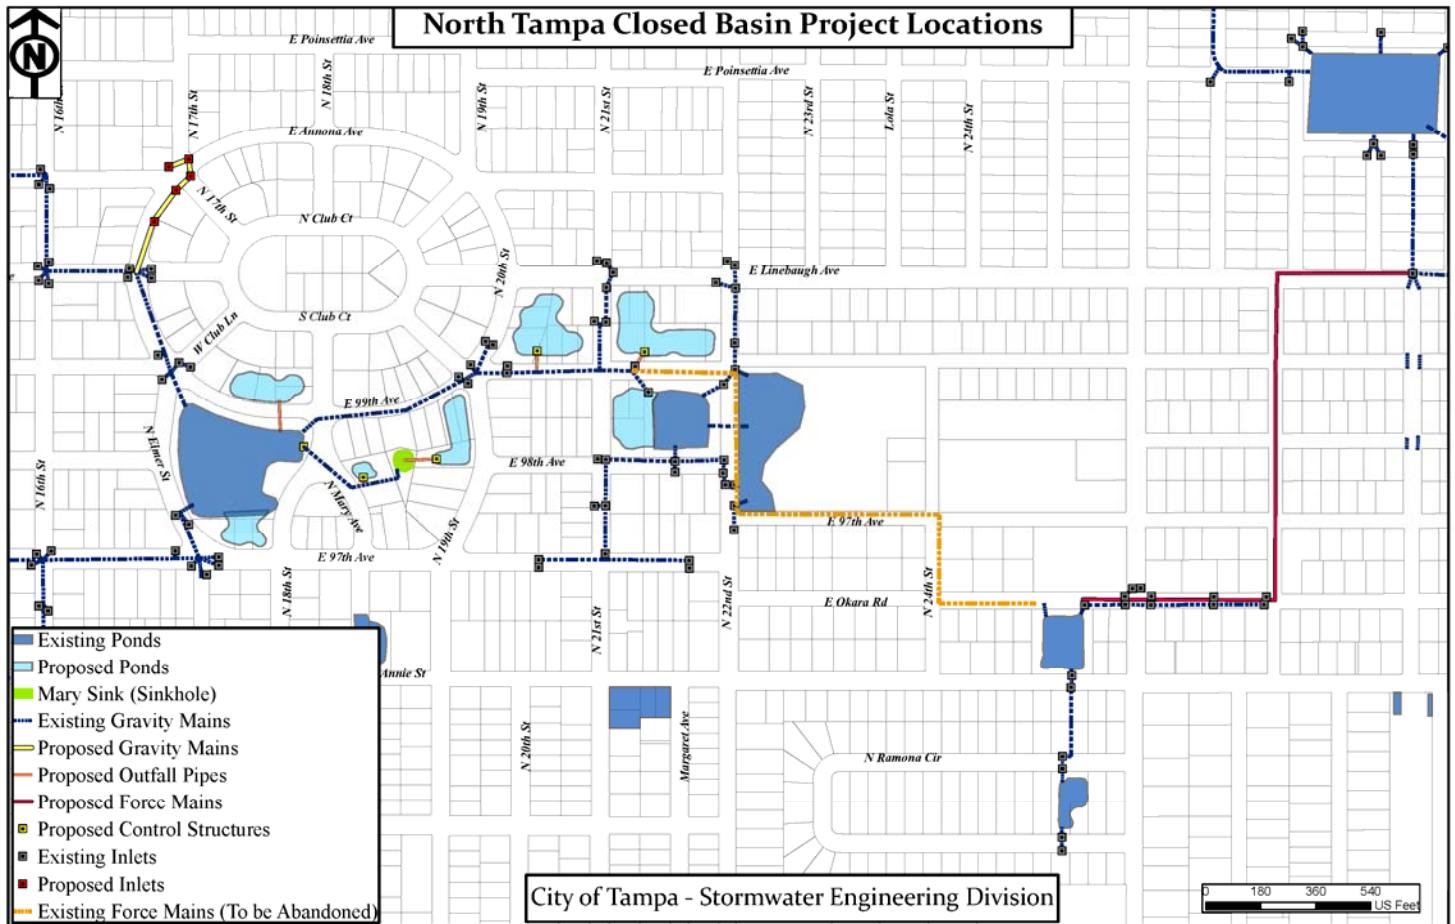 North Tampa Closed Basin Project Locations
N
E Poinsettia Ave
E Poinsettia Ave
N 16th
N 17th St
N 18th St
N 19th St
N 21st St
N 23rd St
Lola St
N 24th St
E Annona Ave
N 17th St
N Club Ct
N 20th St
E Linebaugh Ave
e
S Club Ct
W Club Ln
E 99th Ave
N Elmer St
E 98th Ave
N 16th St
N Mary Ave
N 19th St
E 97th Ave
E 97th Ave
N 18th St
N 21st St
N 22nd St
E Okara Rd
N 24th St
Annie St
N 20th St
Margaret Ave
N Ramona Cir
Existing Ponds
Proposed Ponds
Mary Sink (Sinkhole)
Existing Gravity Mains
Proposed Gravity Mains
Proposed Outfall Pipes
Proposed Force Mains
Proposed Control Structures
Existing Inlets
Proposed Inlets
Existing Force Mains (To be Abandoned)
City of Tampa - Stormwater Engineering Division
0 180 360 540
US Feet